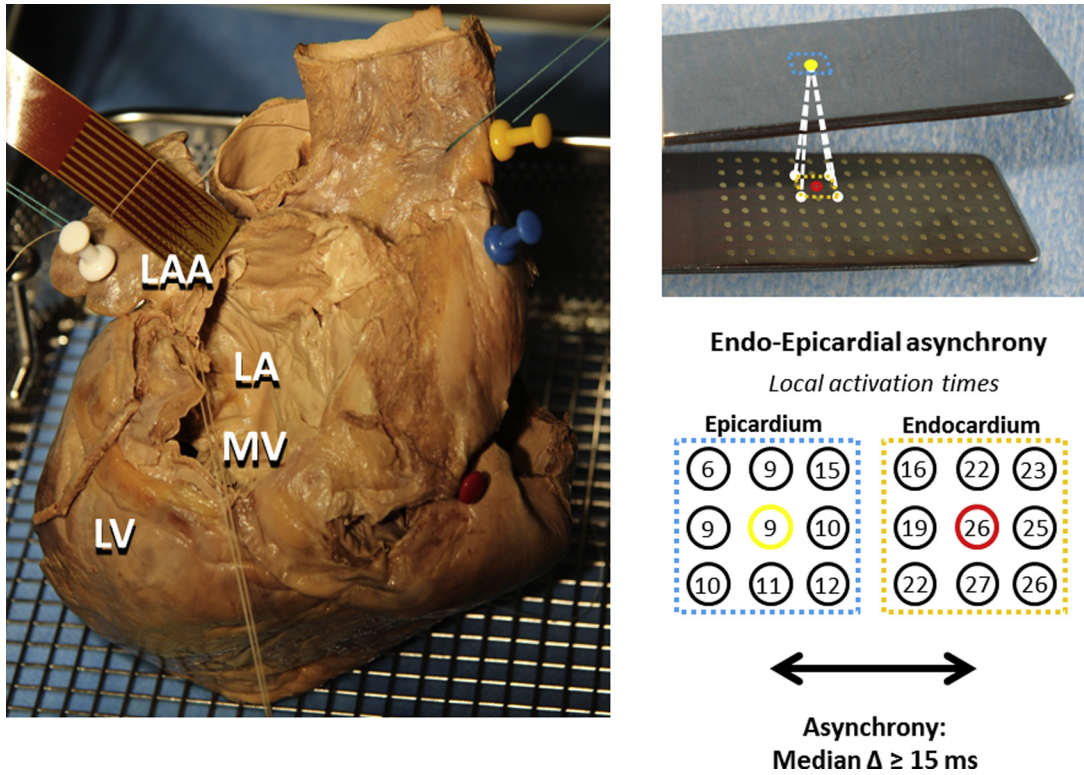 LAA
LA
MV
LV
Endo-Epicardial asynchrony
Local activation times
Epicardium
6 9 15
9 9 10
10 11 12
Endocardium
16 22 23
19 26 25
22 27 26
Asynchrony:
Median Δ ≥ 15 ms